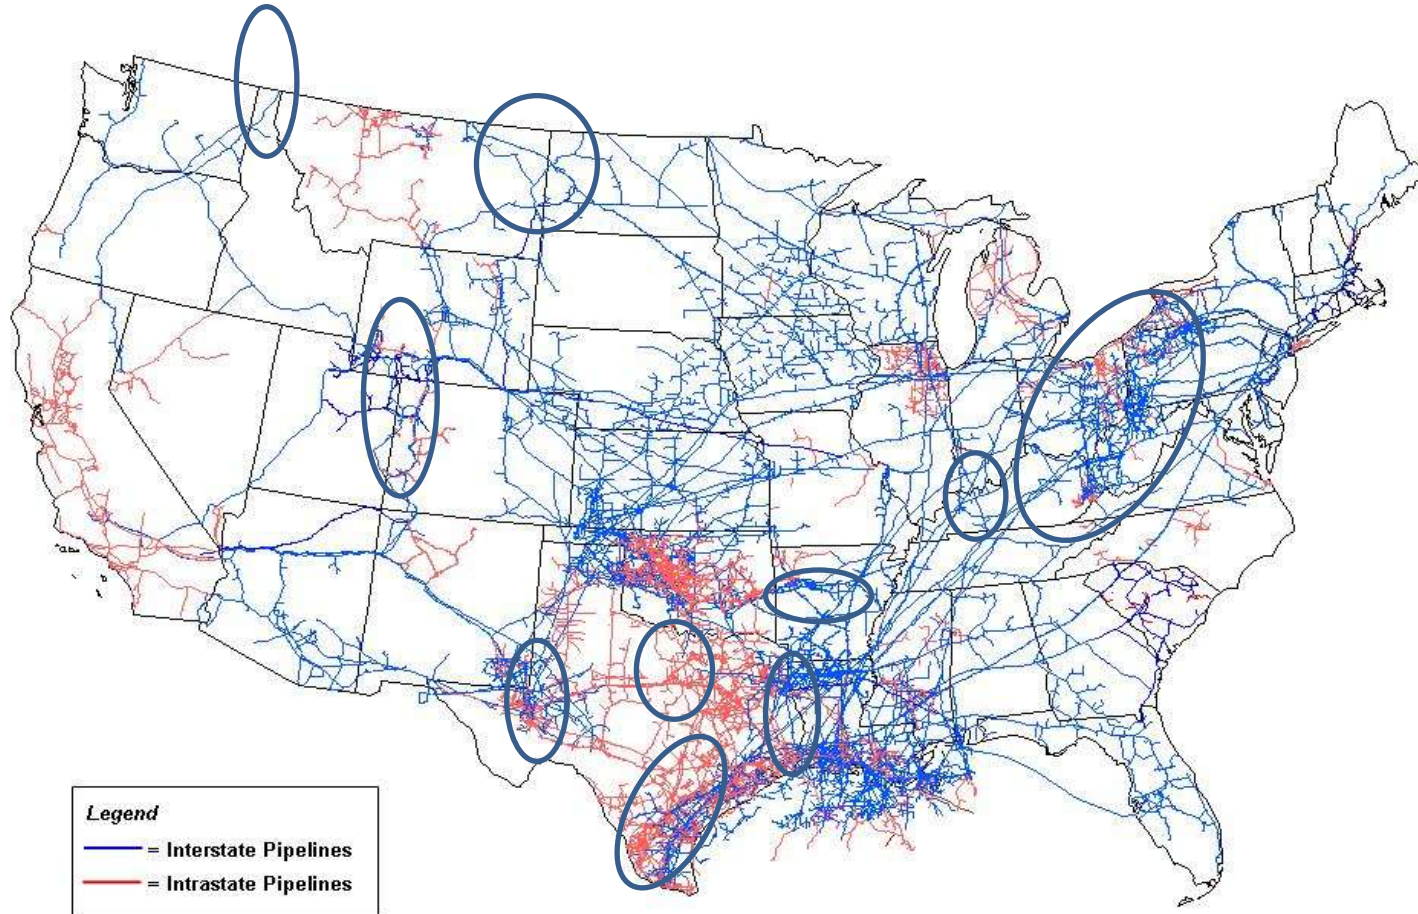 Legend
= Interstate Pipelines
= Intrastate Pipelines